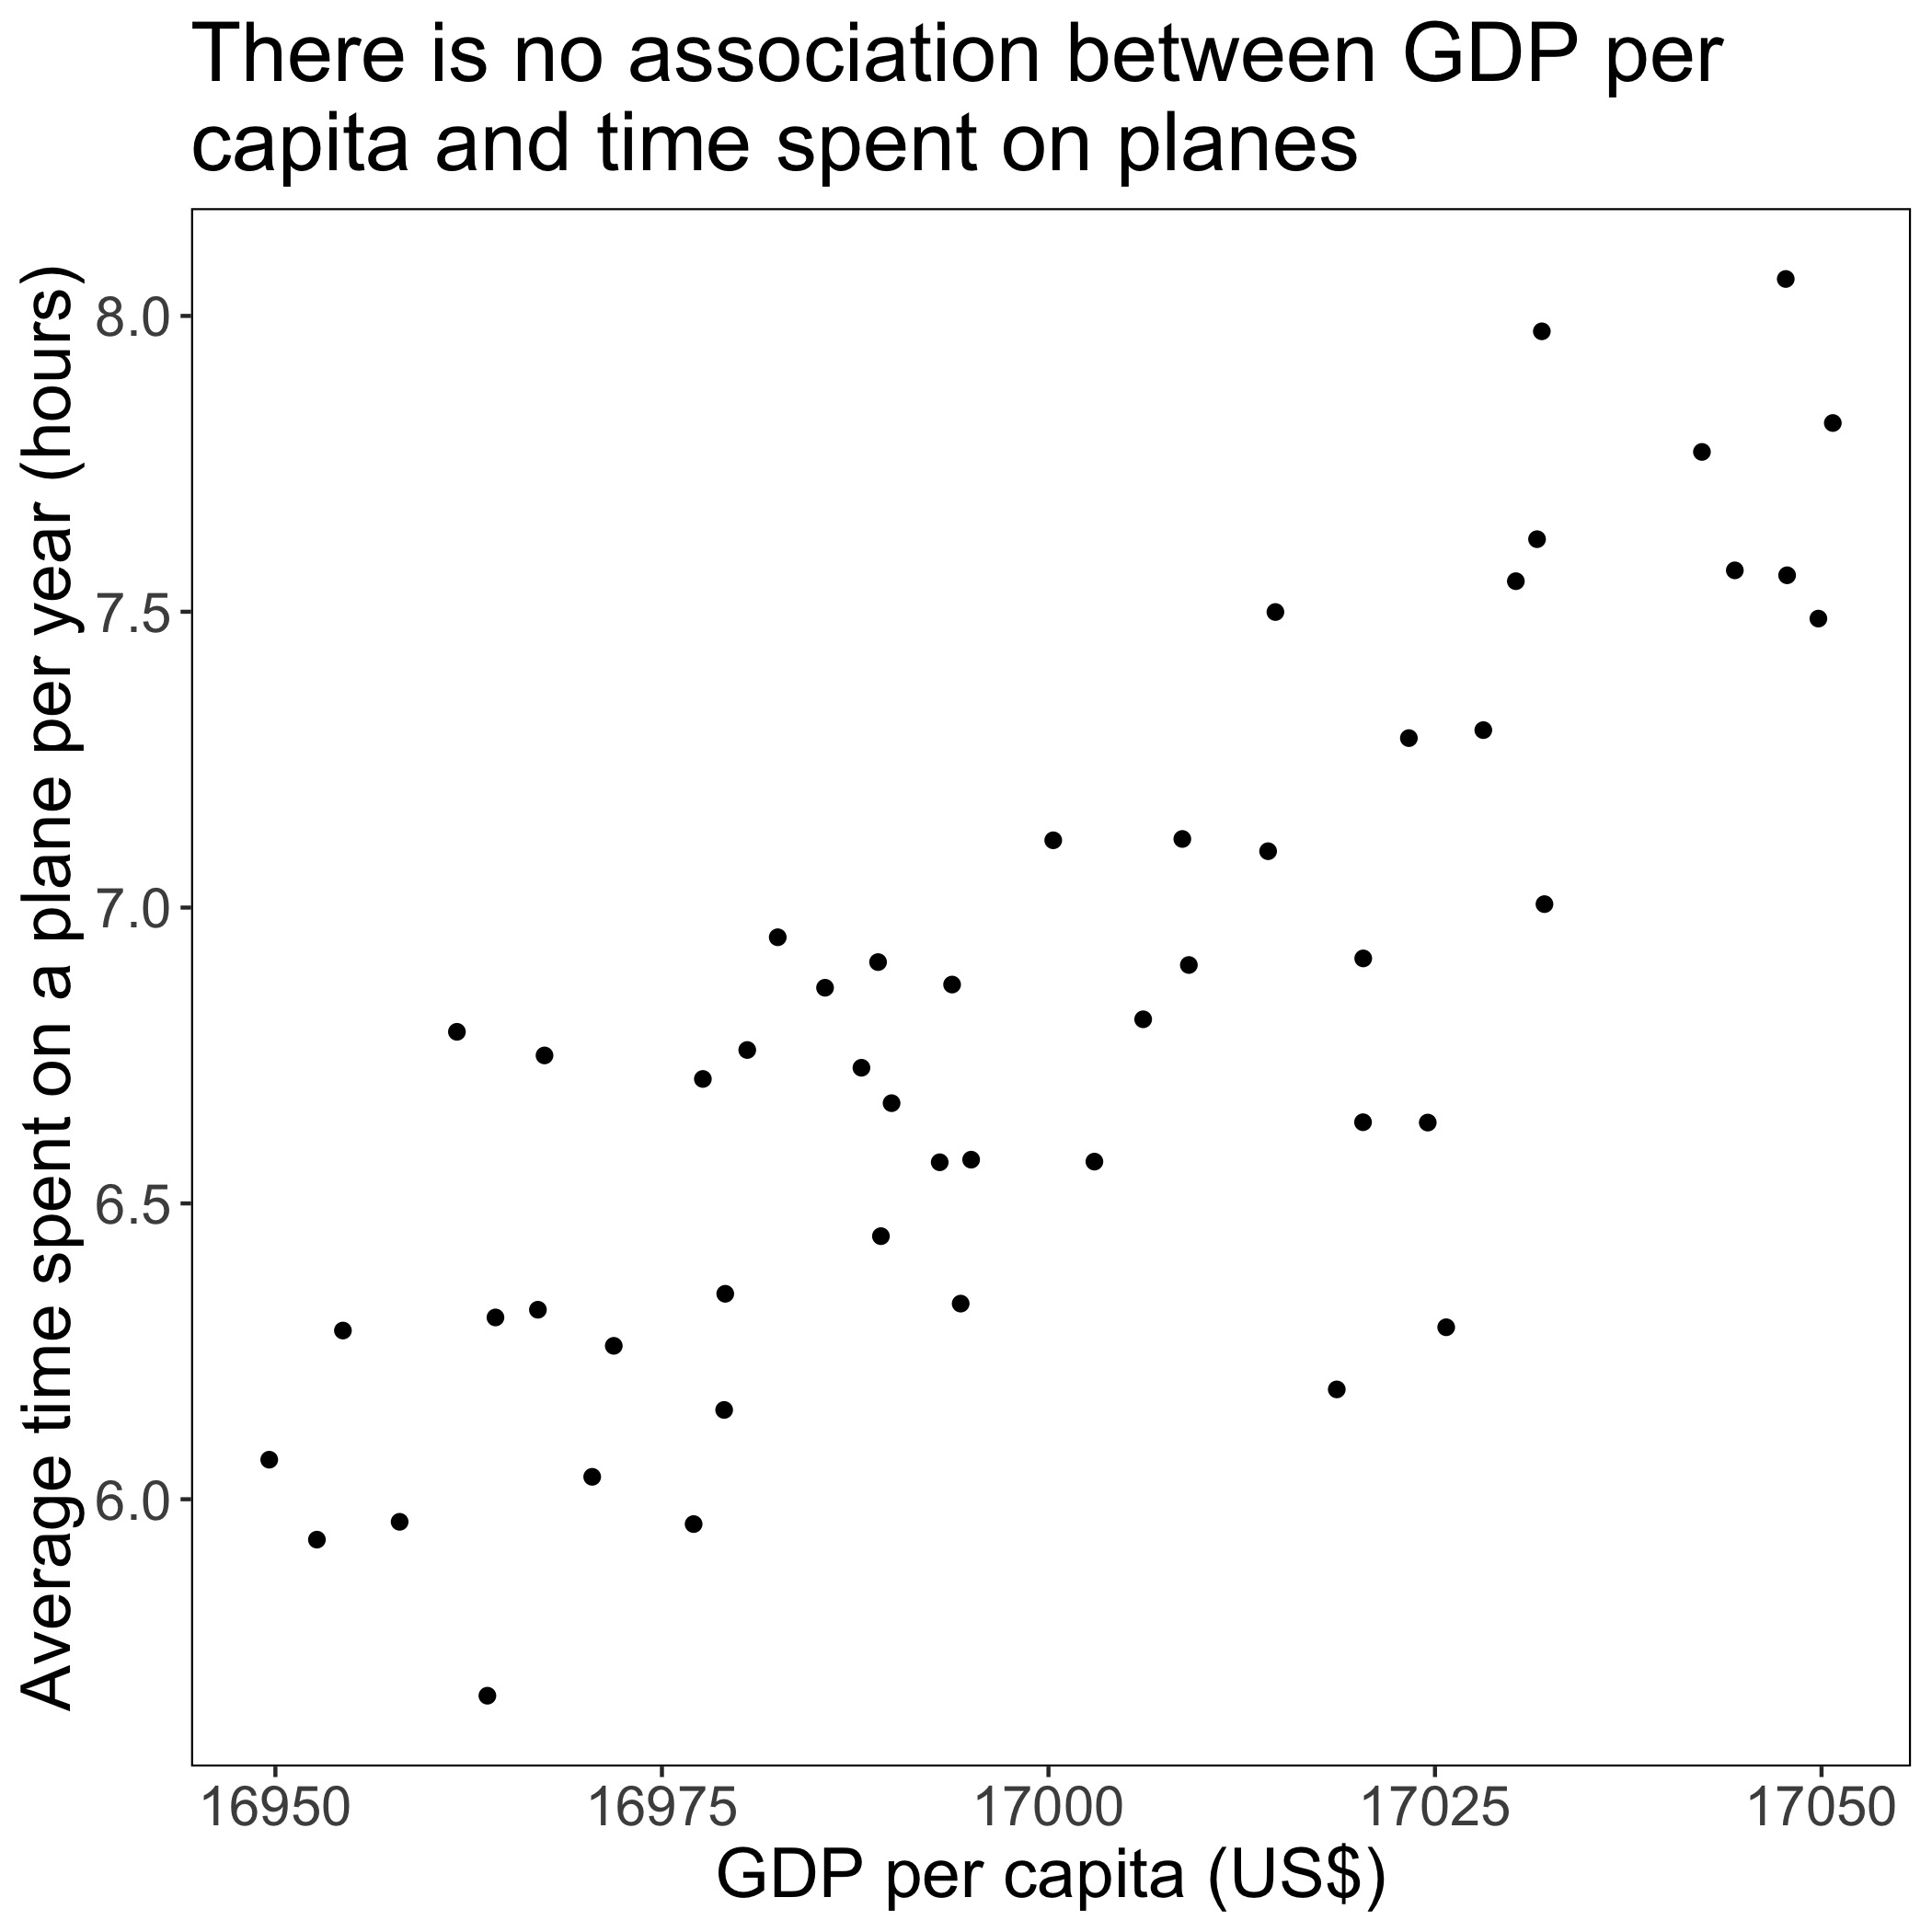 There is no association between GDP per
capita and time spent on planes
Average time spent on a plane per year (hours)
8.0
7.5
7.0
6.5
6.0
16950
16975
17000
17025
17050
GDP per capita (US$)